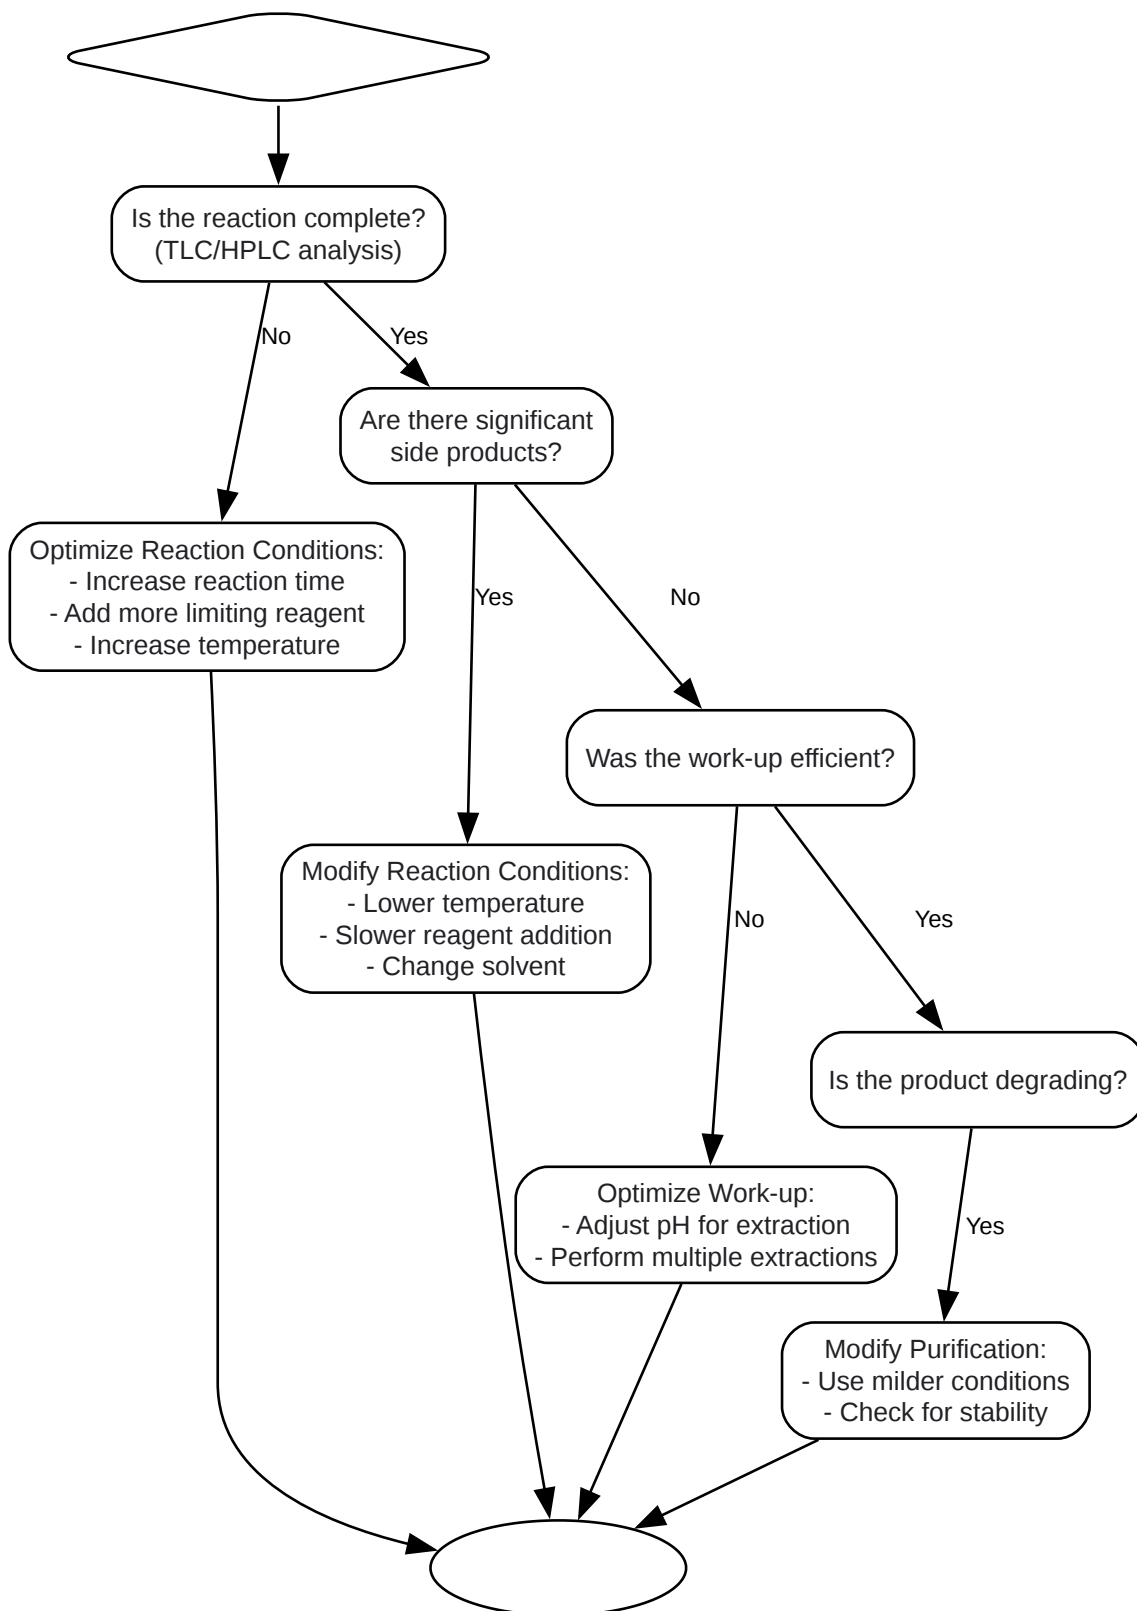 Is the reaction complete?
(TLC/HPLC analysis)
No
Yes
Are there significant
side products?
Optimize Reaction Conditions:
- Increase reaction time
- Add more limiting reagent
- Increase temperature
Yes
No
Was the work-up efficient?
Modify Reaction Conditions:
- Lower temperature
- Slower reagent addition
- Change solvent
No
Yes
Is the product degrading?
Optimize Work-up:
- Adjust pH for extraction
- Perform multiple extractions
Yes
Modify Purification:
- Use milder conditions
- Check for stability